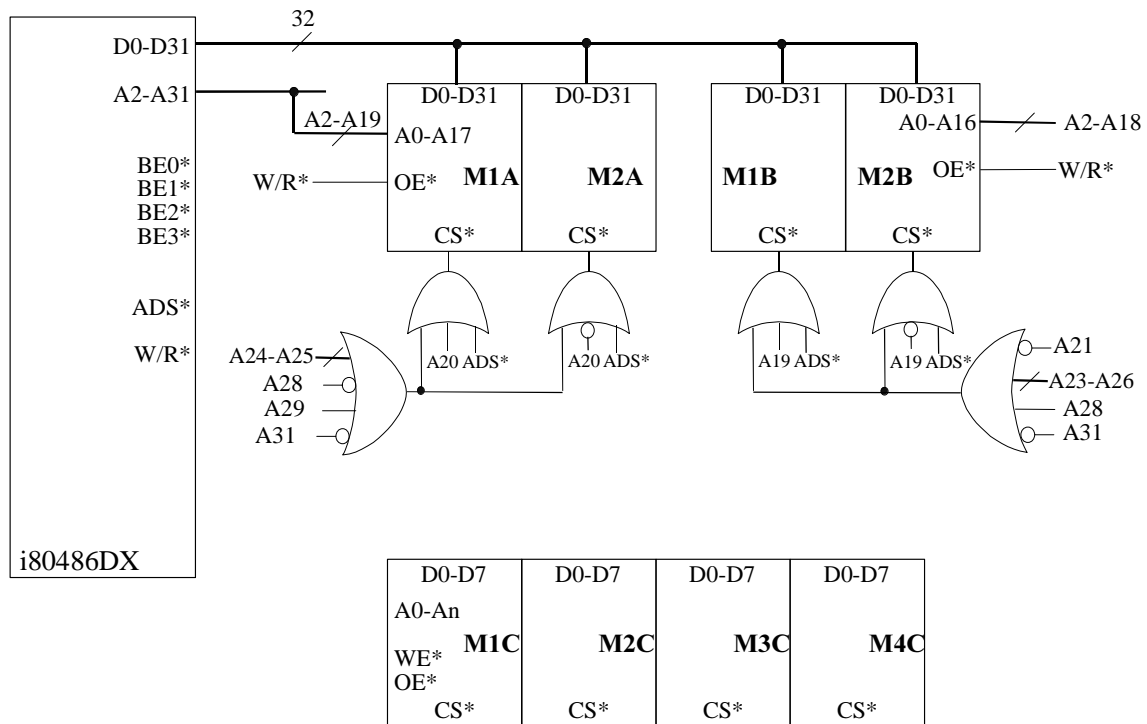 32
D0-D31
A2-A31
BE0*
BE1*
BE2*
BE3*
ADS*
W/R*
i80486DX
D0-D31
D0-D31
D0-D31
D0-D31
A2-A19
A0-A17
A0-A16
A2-A18
W/R*
OE*
M1A
M2A
M1B
M2B
OE*
W/R*
CS*
CS*
CS*
CS*
A20
ADS*
A20
ADS*
A19
ADS*
A19
ADS*
A24-A25
A28
A29
A31
A21
A23-A26
A28
A31
D0-D7
D0-D7
D0-D7
D0-D7
A0-An
M1C
M2C
M3C
M4C
WE*
OE*
CS*
CS*
CS*
CS*